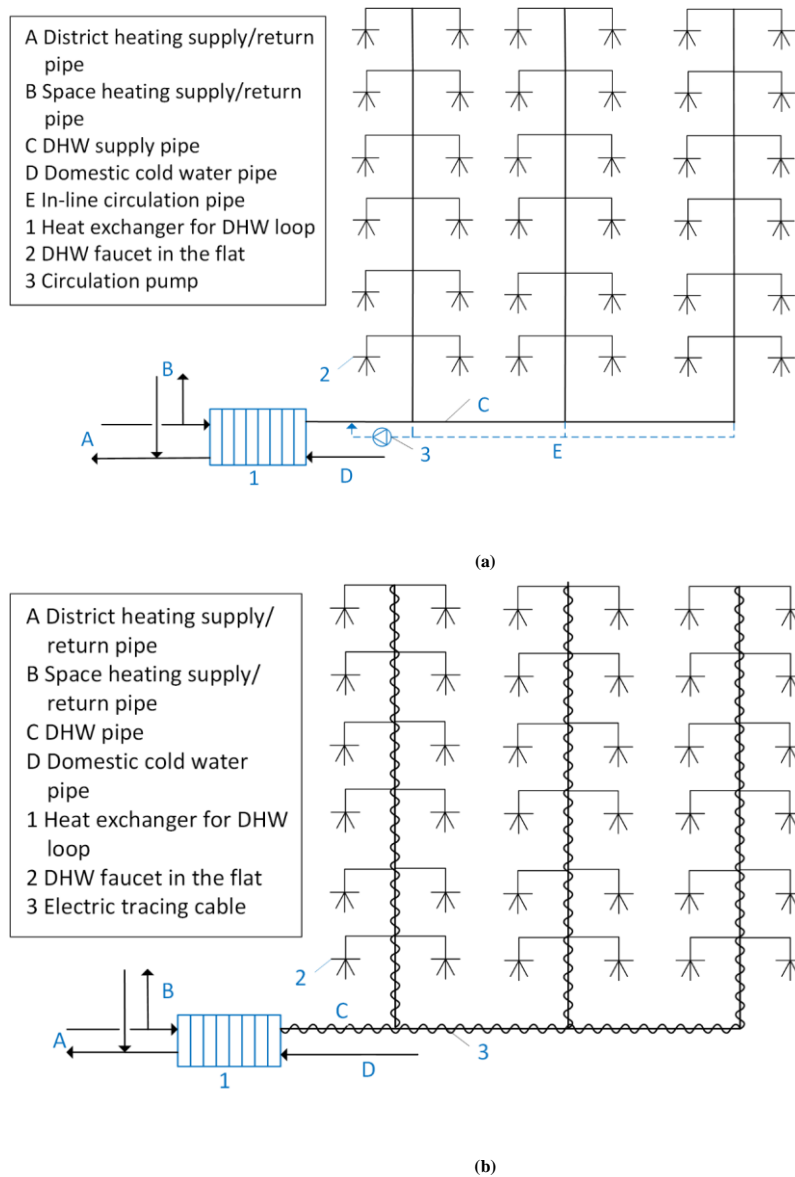 A District heating supply/return
pipe
B Space heating supply/return
pipe
C DHW supply pipe
D Domestic cold water pipe
E In-line circulation pipe
1 Heat exchanger for DHW loop
2 DHW faucet in the flat
3 Circulation pump
2
B
C
A
3
E
D
1
(a)
A District heating supply/
return pipe
B Space heating supply/
return pipe
C DHW pipe
D Domestic cold water
pipe
1 Heat exchanger for DHW
loop
2 DHW faucet in the flat
3 Electric tracing cable
2
B
C
A
3
D
1
(b)